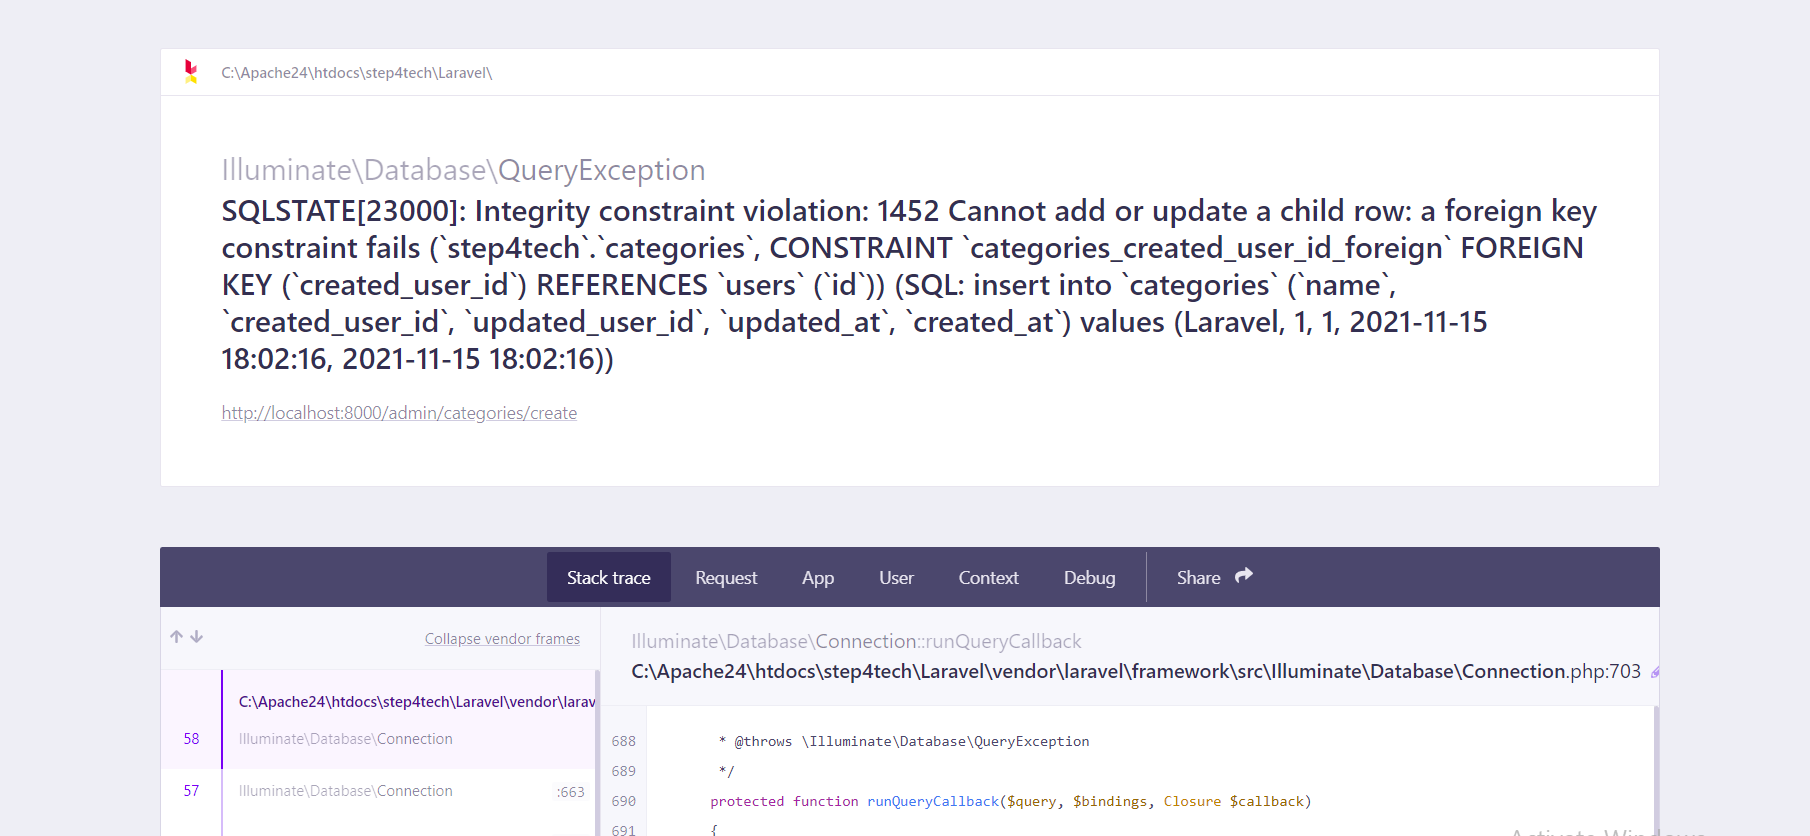 C:\Apache24\htdocs\step4tech\Laravel\
Illuminate\Database\QueryException
SQLSTATE[23000]: Integrity constraint violation: 1452 Cannot add or update a child row: a foreign key
constraint fails (`step4tech`.`categories`, CONSTRAINT `categories_created_user_id_foreign` FOREIGN
KEY (`created_user_id`) REFERENCES `users` (`id`)) (SQL: insert into `categories` (`name`,
`created_user_id`, `updated_user_id`, `updated_at`, `created_at`) values (Laravel, 1, 1, 2021-11-15
18:02:16, 2021-11-15 18:02:16))
http://localhost:8000/admin/categories/create
Stack trace Request App User Context Debug Share
Collapse vendor frames
C:\Apache24\htdocs\step4tech\Laravel\vendor\larav
58 Illuminate\Database\Connection
57 Illuminate\Database\Connection :663
Illuminate\Database\Connection::runQueryCallback
C:\Apache24\htdocs\step4tech\Laravel\vendor\laravel\framework\src\Illuminate\Database\Connection.php:703
688 * @throws \Illuminate\Database\QueryException
689 */
690 protected function runQueryCallback($query, $bindings, Closure $callback)
691 {
Activate Windows